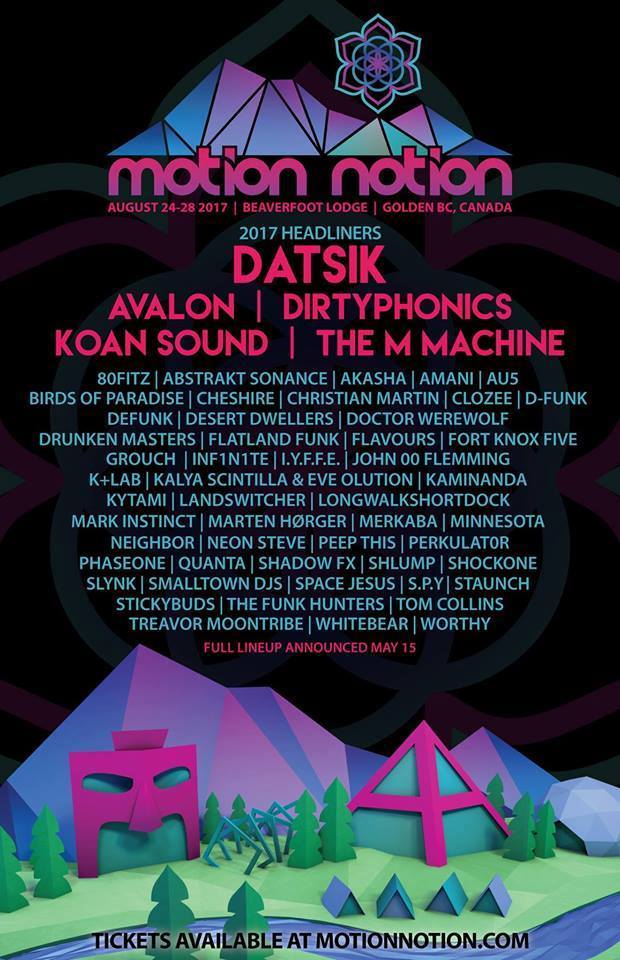 motion notion
AUGUST 24-28 2017 | BEAVERFOOT LODGE | GOLDEN BC, CANADA
2017 HEADLINERS
DATSIK
AVALON | DIRTYPHONICS
KOAN SOUND | THE M MACHINE
80FITZ | ABSTRAKT SONANCE | AKASHA | AMANI | AU5
BIRDS OF PARADISE | CHESHIRE | CHRISTIAN MARTIN | CLOZEE | D-FUNK
DEFUNK | DESERT DWELLERS | DOCTOR WEREWOLF
DRUNKEN MASTERS | FLATLAND FUNK | FLAVOURS | FORT KNOX FIVE
GROUCH | INF1N1TE | I.Y.F.F.E. | JOHN 00 FLEMMING
K+LAB | KALYA SCINTILLA & EVE OLUTION | KAMINANDA
KYTAMI | LANDSWITCHER | LONGWALKSHORTDOCK
MARK INSTINCT | MARTEN HØRGER | MERKABA | MINNESOTA
NEIGHBOR | NEON STEVE | PEEP THIS | PERKULAT0R
PHASEONE | QUANTA | SHADOW FX | SHLUMP | SHOCKONE
SLYNK | SMALLTOWN DJS | SPACE JESUS | S.P.Y | STAUNCH
STICKYBUDS | THE FUNK HUNTERS | TOM COLLINS
TREAVOR MOONTRIBE | WHITEBEAR | WORTHY
FULL LINEUP ANNOUNCED MAY 15
TICKETS AVAILABLE AT MOTIONNOTION.COM